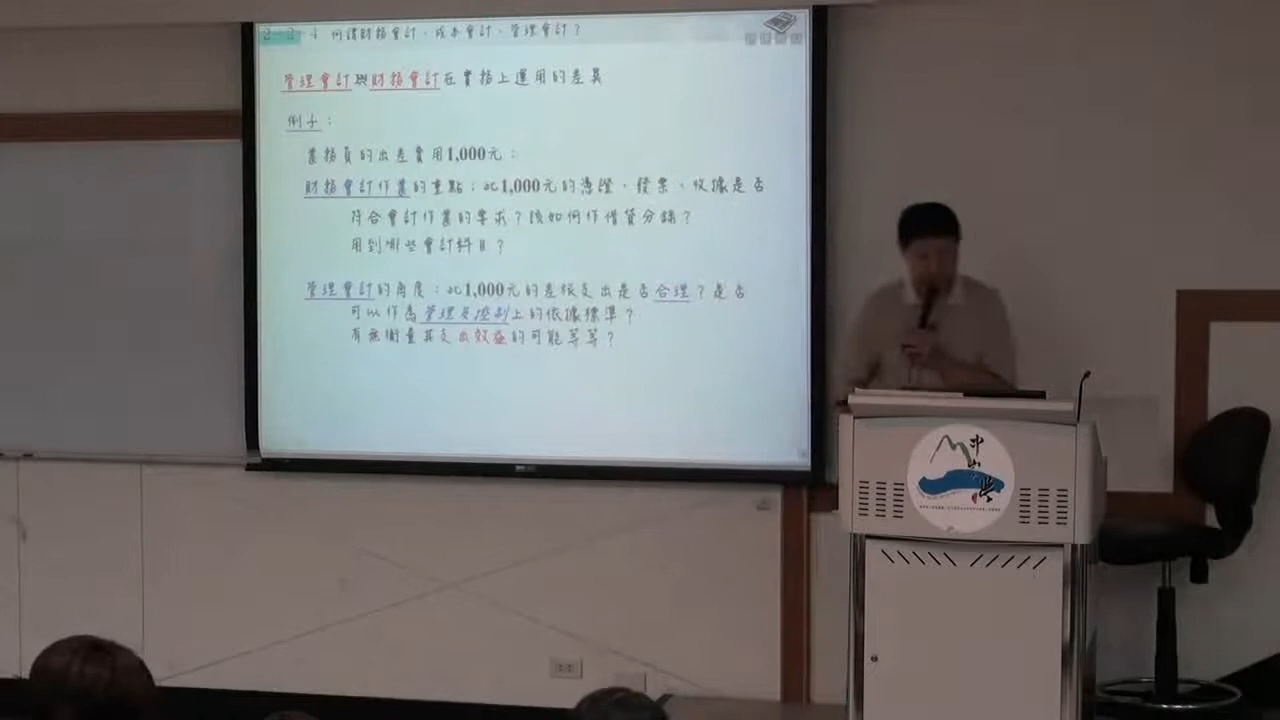 2-2-4 何謂財務會計、成本會計、管理會計？
管理會計與財務會計在實務上運用的差異
例子：
業務員的出差費用1,000元：
財務會計作業的重點：此1,000元的憑證、發票、收據是否
符合會計作業的要求？該如何作借貸分錄？
用到哪些會計科目？
管理會計的角度：此1,000元的差旅支出是否合理？是否
可以作為管理及控制上的依據標準？
有無衡量其支出效益的可能等等？